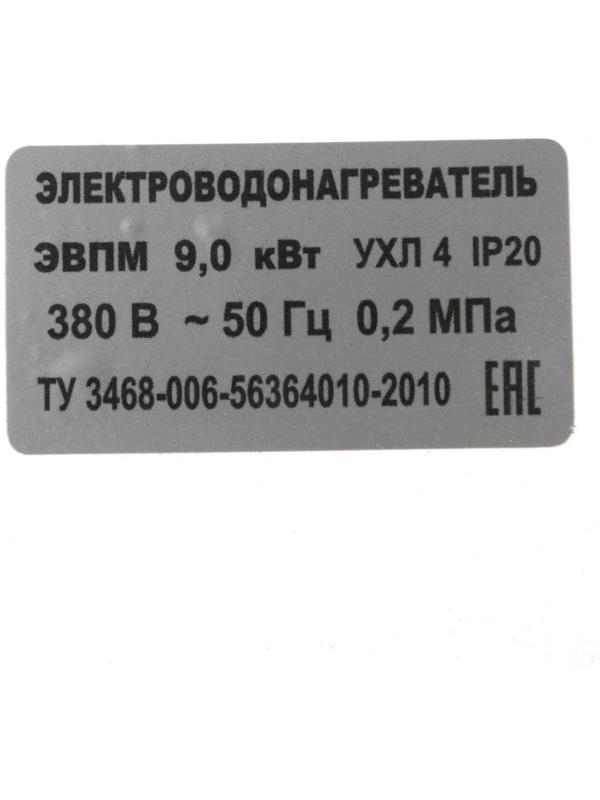 ЭЛЕКТРОВОДОНАГРЕВАТЕЛЬ
ЭВПМ 9,0 кВт УХЛ 4 IP20
380 В ~ 50 Гц 0,2 МПа
ТУ 3468-006-56364010-2010 EAC